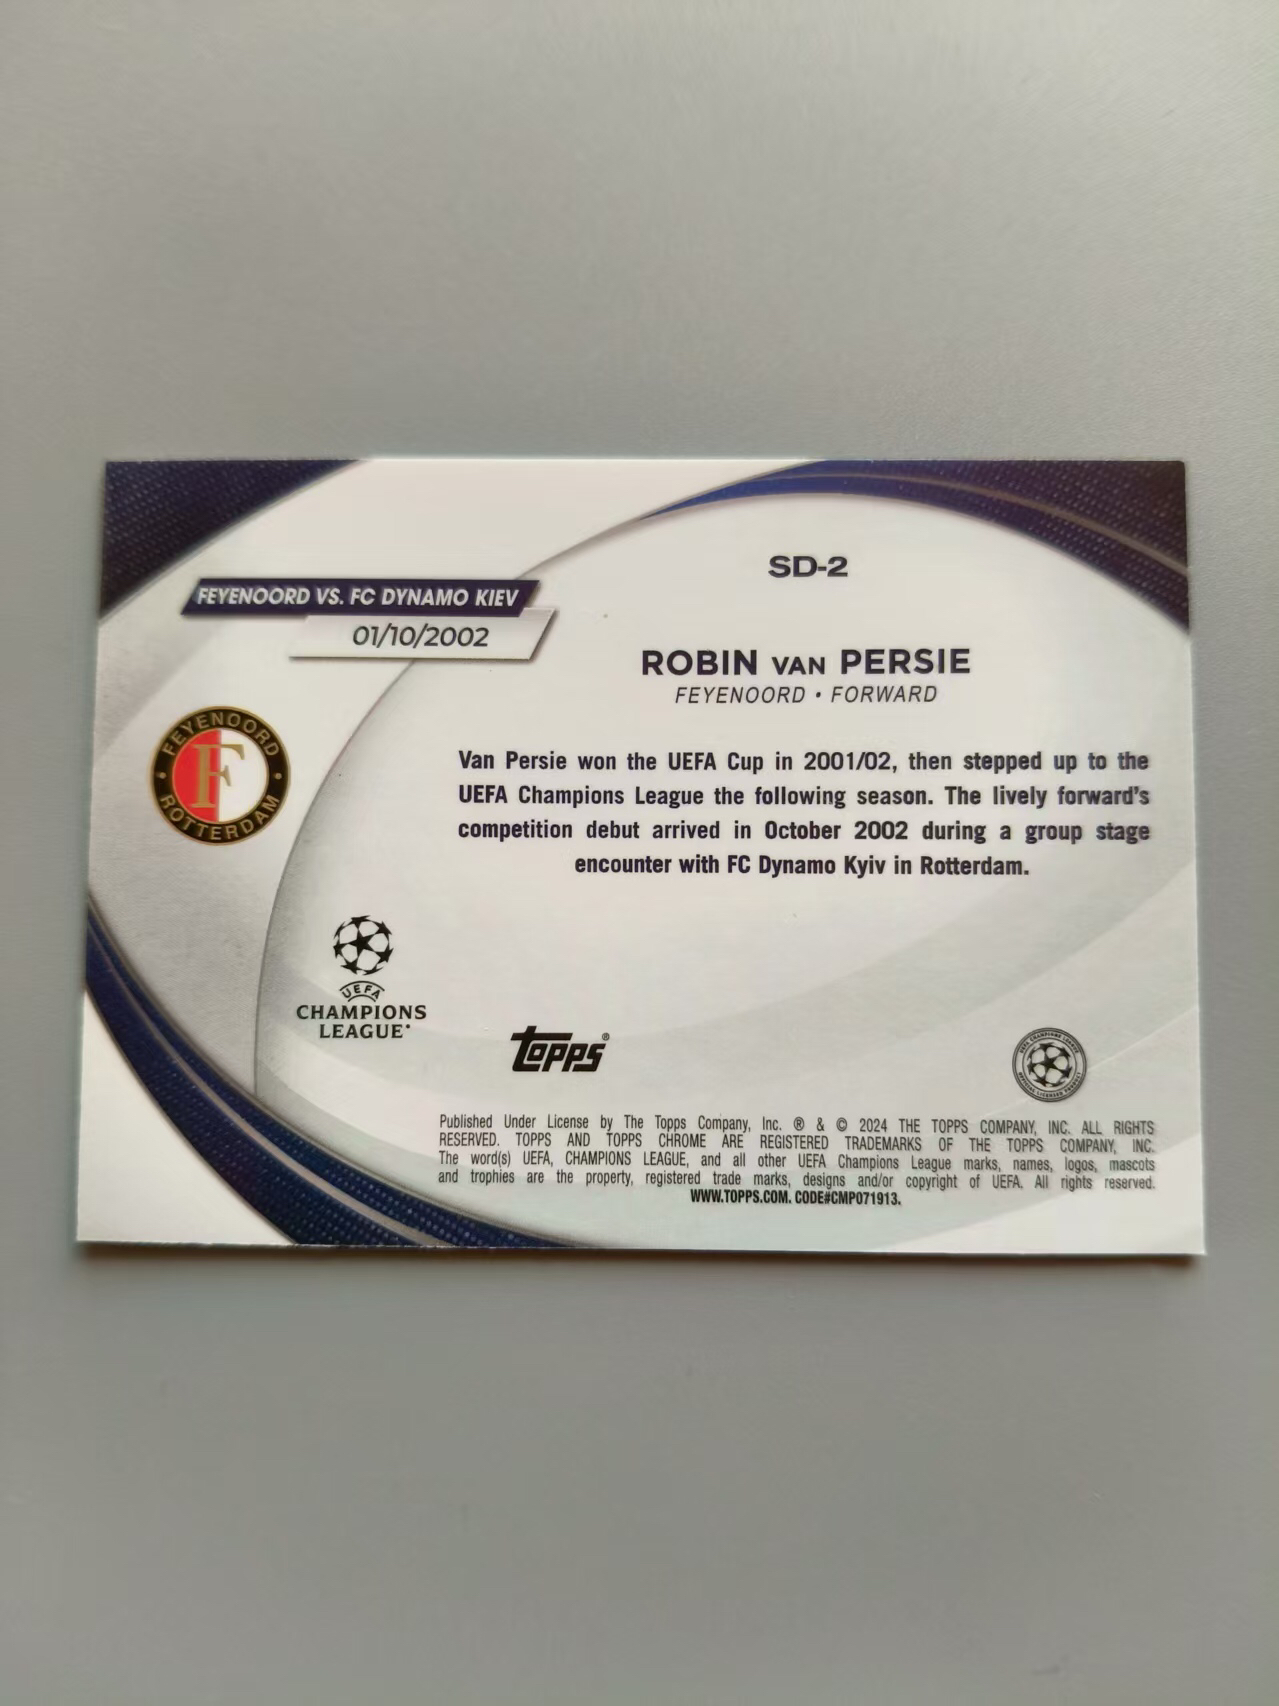 SD-2
FEYENOORD VS. FC DYNAMO KIEV
01/10/2002
ROBIN VAN PERSIE
FEYENOORD • FORWARD
FEYENOORD
F
ROTTERDAM
Van Persie won the UEFA Cup in 2001/02, then stepped up to the
UEFA Champions League the following season. The lively forward's
competition debut arrived in October 2002 during a group stage
encounter with FC Dynamo Kyiv in Rotterdam.
UEFA
CHAMPIONS
LEAGUE
topps®
UEFA CHAMPIONS LEAGUE
OFFICIAL LICENSED PRODUCT
Published Under License by The Topps Company, Inc. ® & © 2024 THE TOPPS COMPANY, INC. ALL RIGHTS
RESERVED. TOPPS AND TOPPS CHROME ARE REGISTERED TRADEMARKS OF THE TOPPS COMPANY, INC.
The word(s) UEFA, CHAMPIONS LEAGUE, and all other UEFA Champions League marks, names, logos, mascots
and trophies are the property, registered trade marks, designs and/or copyright of UEFA. All rights reserved.
WWW.TOPPS.COM. CODE#CMP071913.